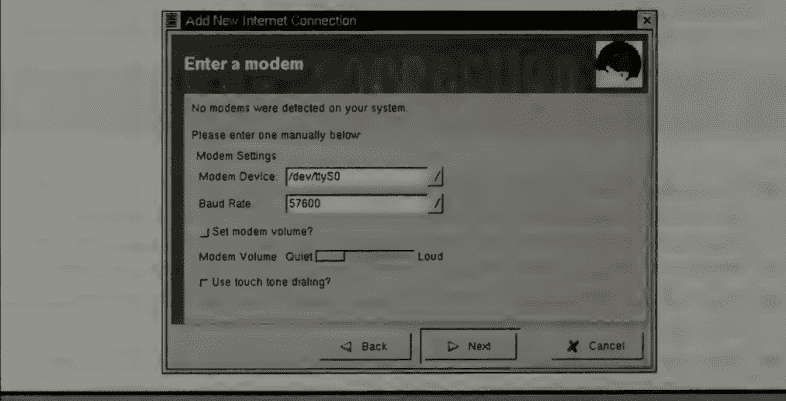 Add New Internet Connection
Enter a modem
No modems were detected on your system.
Please enter one manually below
Modem Settings
Modem Device: /dev/ttyS0
Baud Rate 57600
Set modem volume?
Modem Volume Quiet Loud
Use touch tone dialing?
Back Next Cancel